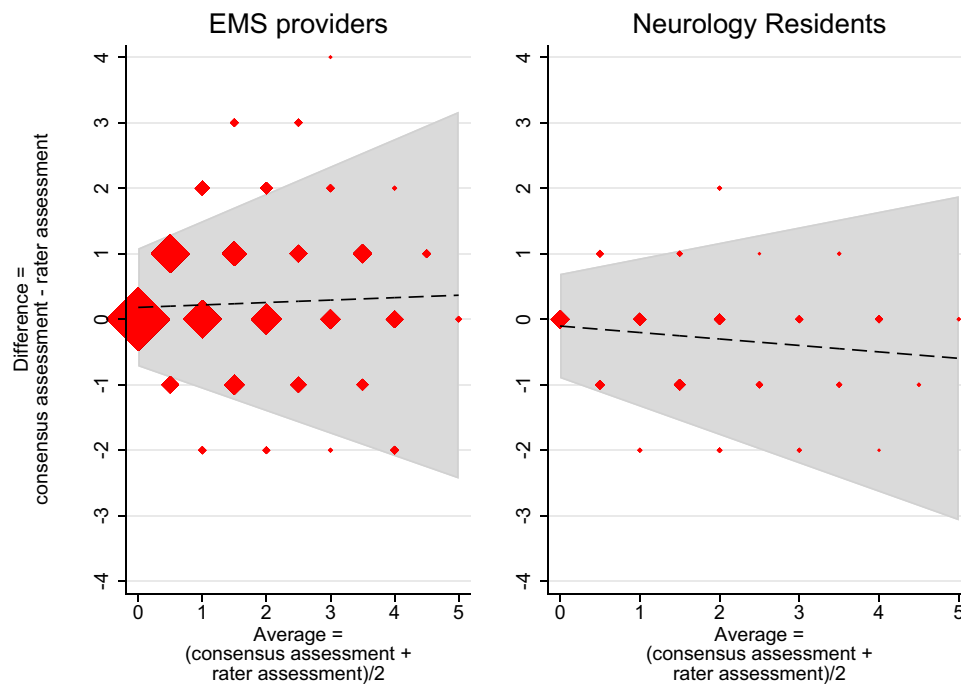 EMS providers
Neurology Residents
Difference =
consensus assessment - rater assessment
4
3
2
1
0
-1
-2
-3
-4
0 1 2 3 4 5
Average =
(consensus assessment +
rater assessment)/2
4
3
2
1
0
-1
-2
-3
-4
0 1 2 3 4 5
Average =
(consensus assessment +
rater assessment)/2